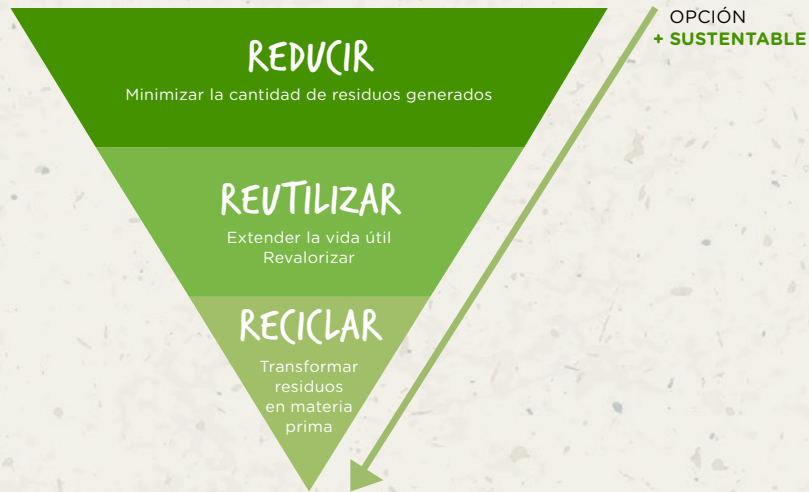 REDUCIR
Minimizar la cantidad de residuos generados
OPCIÓN
+ SUSTENTABLE
REUTILIZAR
Extender la vida útil
Revalorizar
RECICLAR
Transformar
residuos
en materia
prima